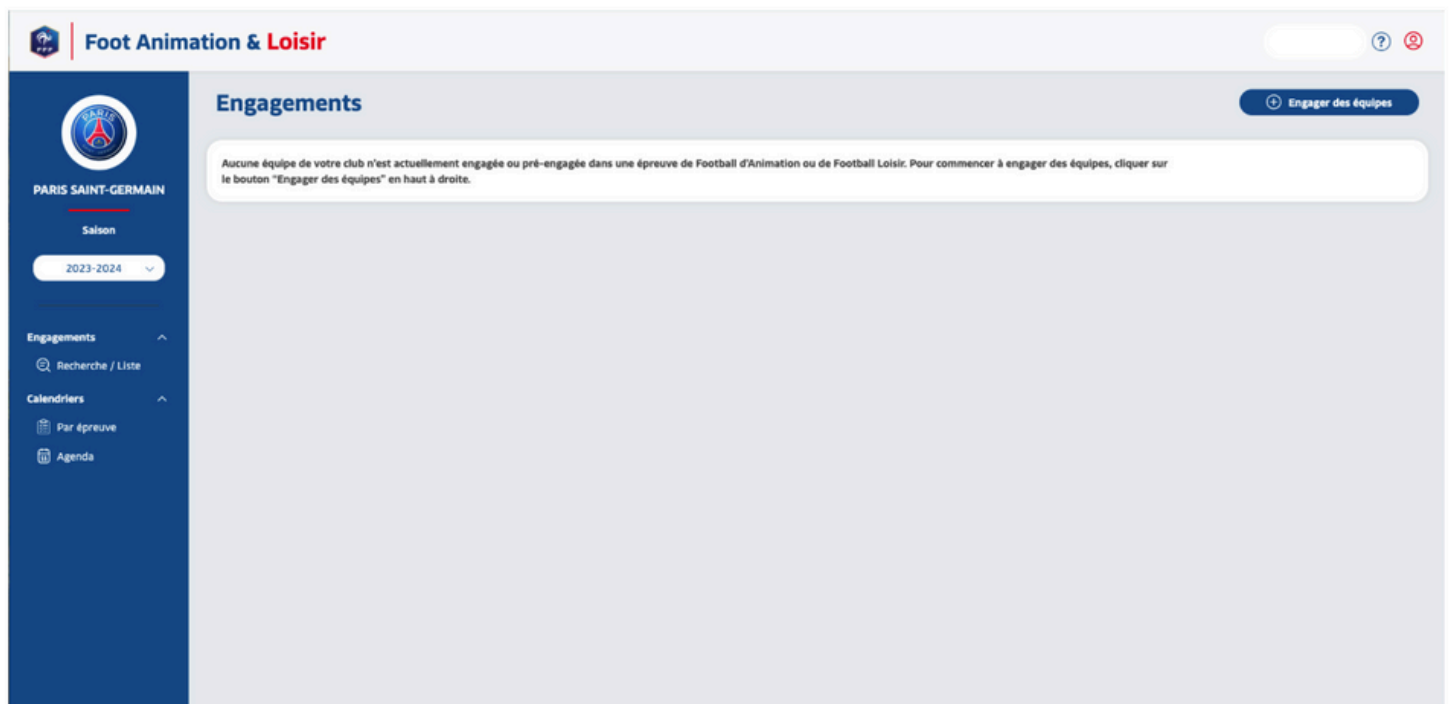 FFF
Foot Animation & Loisir
?
PARIS
PARIS SAINT-GERMAIN
Saison
2023-2024
Engagements
Recherche / Liste
Calendriers
Par épreuve
Agenda
Engagements
Engager des équipes
Aucune équipe de votre club n'est actuellement engagée ou pré-engagée dans une épreuve de Football d'Animation ou de Football Loisir. Pour commencer à engager des équipes, cliquer sur
le bouton "Engager des équipes" en haut à droite.